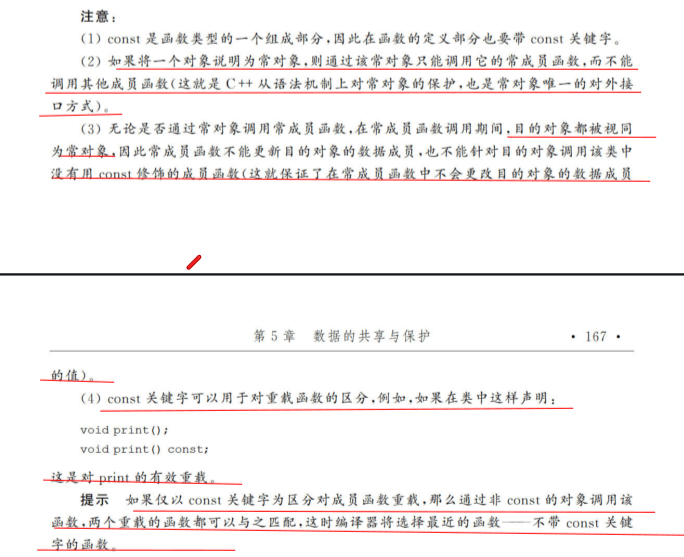 注意：
（1）const 是函数类型的一个组成部分，因此在函数的定义部分也要带 const 关键字。
（2）如果将一个对象说明为常对象，则通过该常对象只能调用它的常成员函数，而不能
调用其他成员函数（这就是 C++ 从语法机制上对常对象的保护，也是常对象唯一的对外接
口方式）。
（3）无论是否通过常对象调用常成员函数，在常成员函数调用期间，目的对象都被视同
为常对象，因此常成员函数不能更新目的对象的数据成员，也不能针对目的对象调用该类中
没有用 const 修饰的成员函数（这就保证了在常成员函数中不会更改目的对象的数据成员
第 5 章 数据的共享与保护 • 167 •
的值）。
（4）const 关键字可以用于对重载函数的区分，例如，如果在类中这样声明：
void print();
void print() const;
这是对 print 的有效重载。
提示 如果仅以 const 关键字为区分对成员函数重载，那么通过非 const 的对象调用该
函数，两个重载的函数都可以与之匹配，这时编译器将选择最近的函数——不带 const 关键
字的函数。